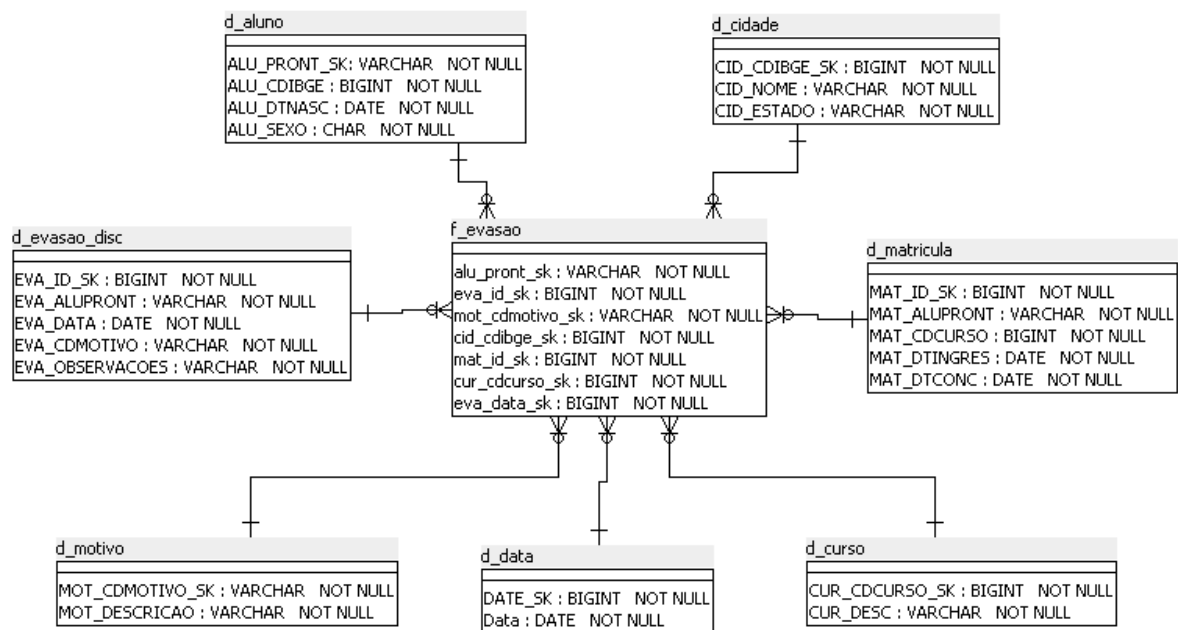 d_aluno
ALU_PRONT_SK: VARCHAR NOT NULL
ALU_CDIBGE : BIGINT NOT NULL
ALU_DTNASC : DATE NOT NULL
ALU_SEXO : CHAR NOT NULL
d_cidade
CID_CDIBGE_SK : BIGINT NOT NULL
CID_NOME : VARCHAR NOT NULL
CID_ESTADO : VARCHAR NOT NULL
d_evasao_disc
EVA_ID_SK : BIGINT NOT NULL
EVA_ALUPRONT : VARCHAR NOT NULL
EVA_DATA : DATE NOT NULL
EVA_CDMOTIVO : VARCHAR NOT NULL
EVA_OBSERVACOES : VARCHAR NOT NULL
f_evasao
alu_pront_sk : VARCHAR NOT NULL
eva_id_sk : BIGINT NOT NULL
mot_cdmotivo_sk : VARCHAR NOT NULL
cid_cdibge_sk : BIGINT NOT NULL
mat_id_sk : BIGINT NOT NULL
cur_cdcurso_sk : BIGINT NOT NULL
eva_data_sk : BIGINT NOT NULL
d_matricula
MAT_ID_SK : BIGINT NOT NULL
MAT_ALUPRONT : VARCHAR NOT NULL
MAT_CDCURSO : BIGINT NOT NULL
MAT_DTINGRES : DATE NOT NULL
MAT_DTCONC : DATE NOT NULL
d_motivo
MOT_CDMOTIVO_SK : VARCHAR NOT NULL
MOT_DESCRICAO : VARCHAR NOT NULL
d_data
DATE_SK : BIGINT NOT NULL
Data : DATE NOT NULL
d_curso
CUR_CDCURSO_SK : BIGINT NOT NULL
CUR_DESC : VARCHAR NOT NULL